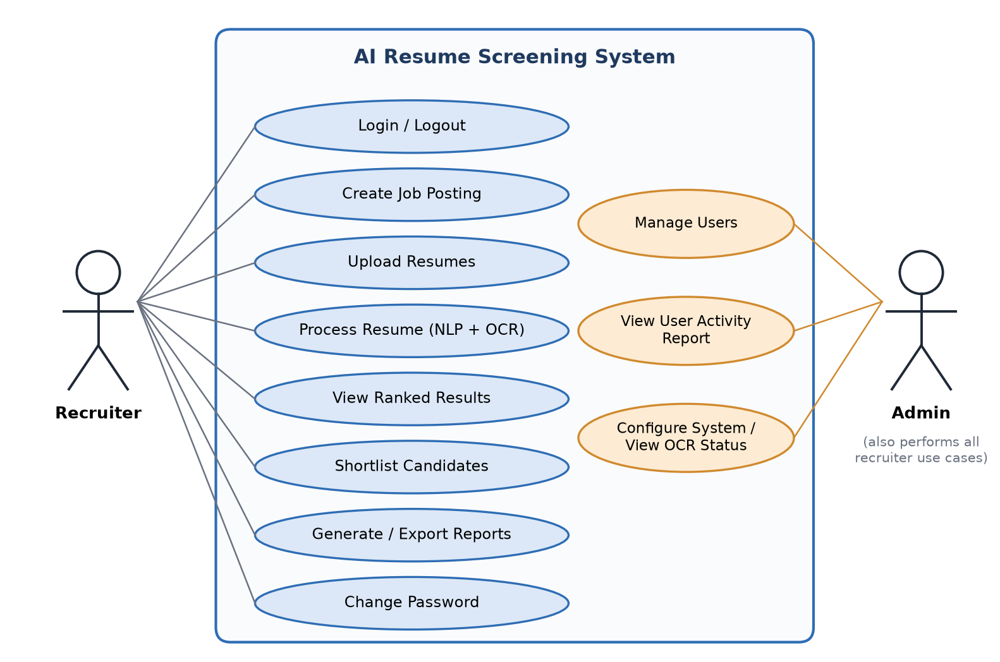 AI Resume Screening System
Login / Logout
Create Job Posting
Upload Resumes
Process Resume (NLP + OCR)
View Ranked Results
Shortlist Candidates
Generate / Export Reports
Change Password
Manage Users
View User Activity
Report
Configure System /
View OCR Status
Recruiter
Admin
(also performs all
recruiter use cases)